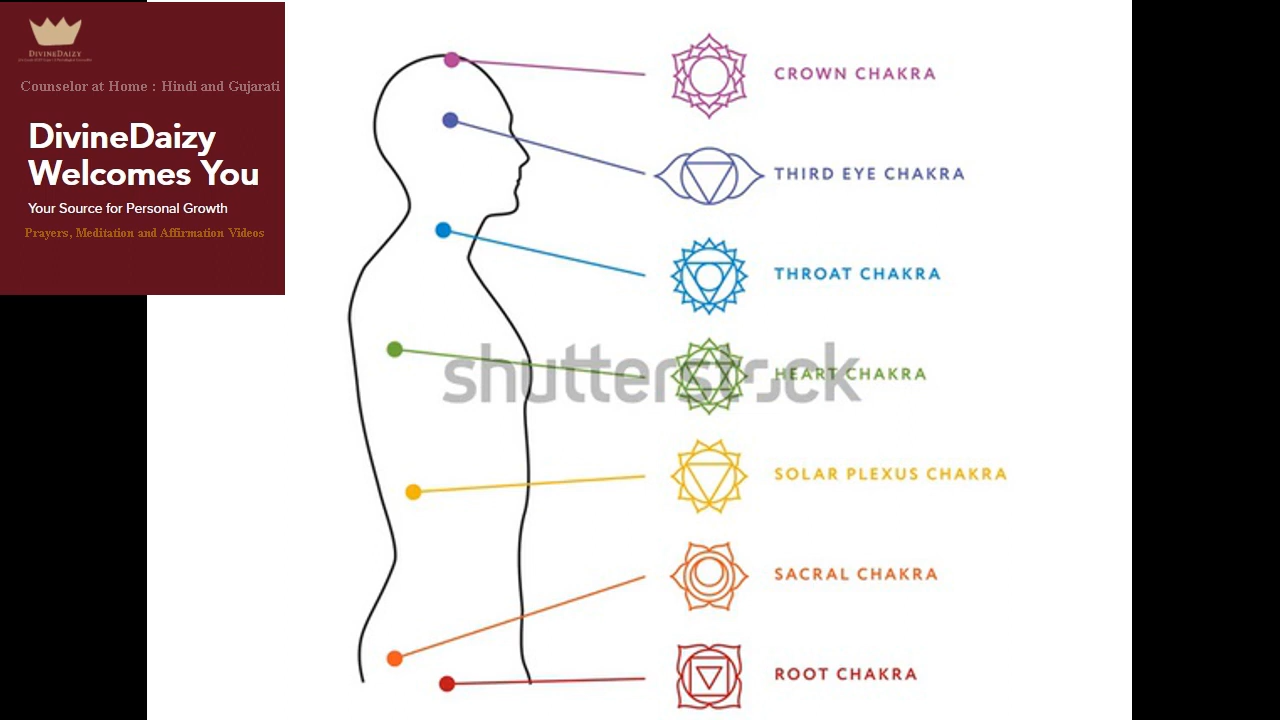 DIVINEDAIZY
Counselor at Home : Hindi and Gujarati
DivineDaizy
Welcomes You
Your Source for Personal Growth
Prayers, Meditation and Affirmation Videos
CROWN CHAKRA
THIRD EYE CHAKRA
THROAT CHAKRA
shutterstock
HEART CHAKRA
SOLAR PLEXUS CHAKRA
SACRAL CHAKRA
ROOT CHAKRA